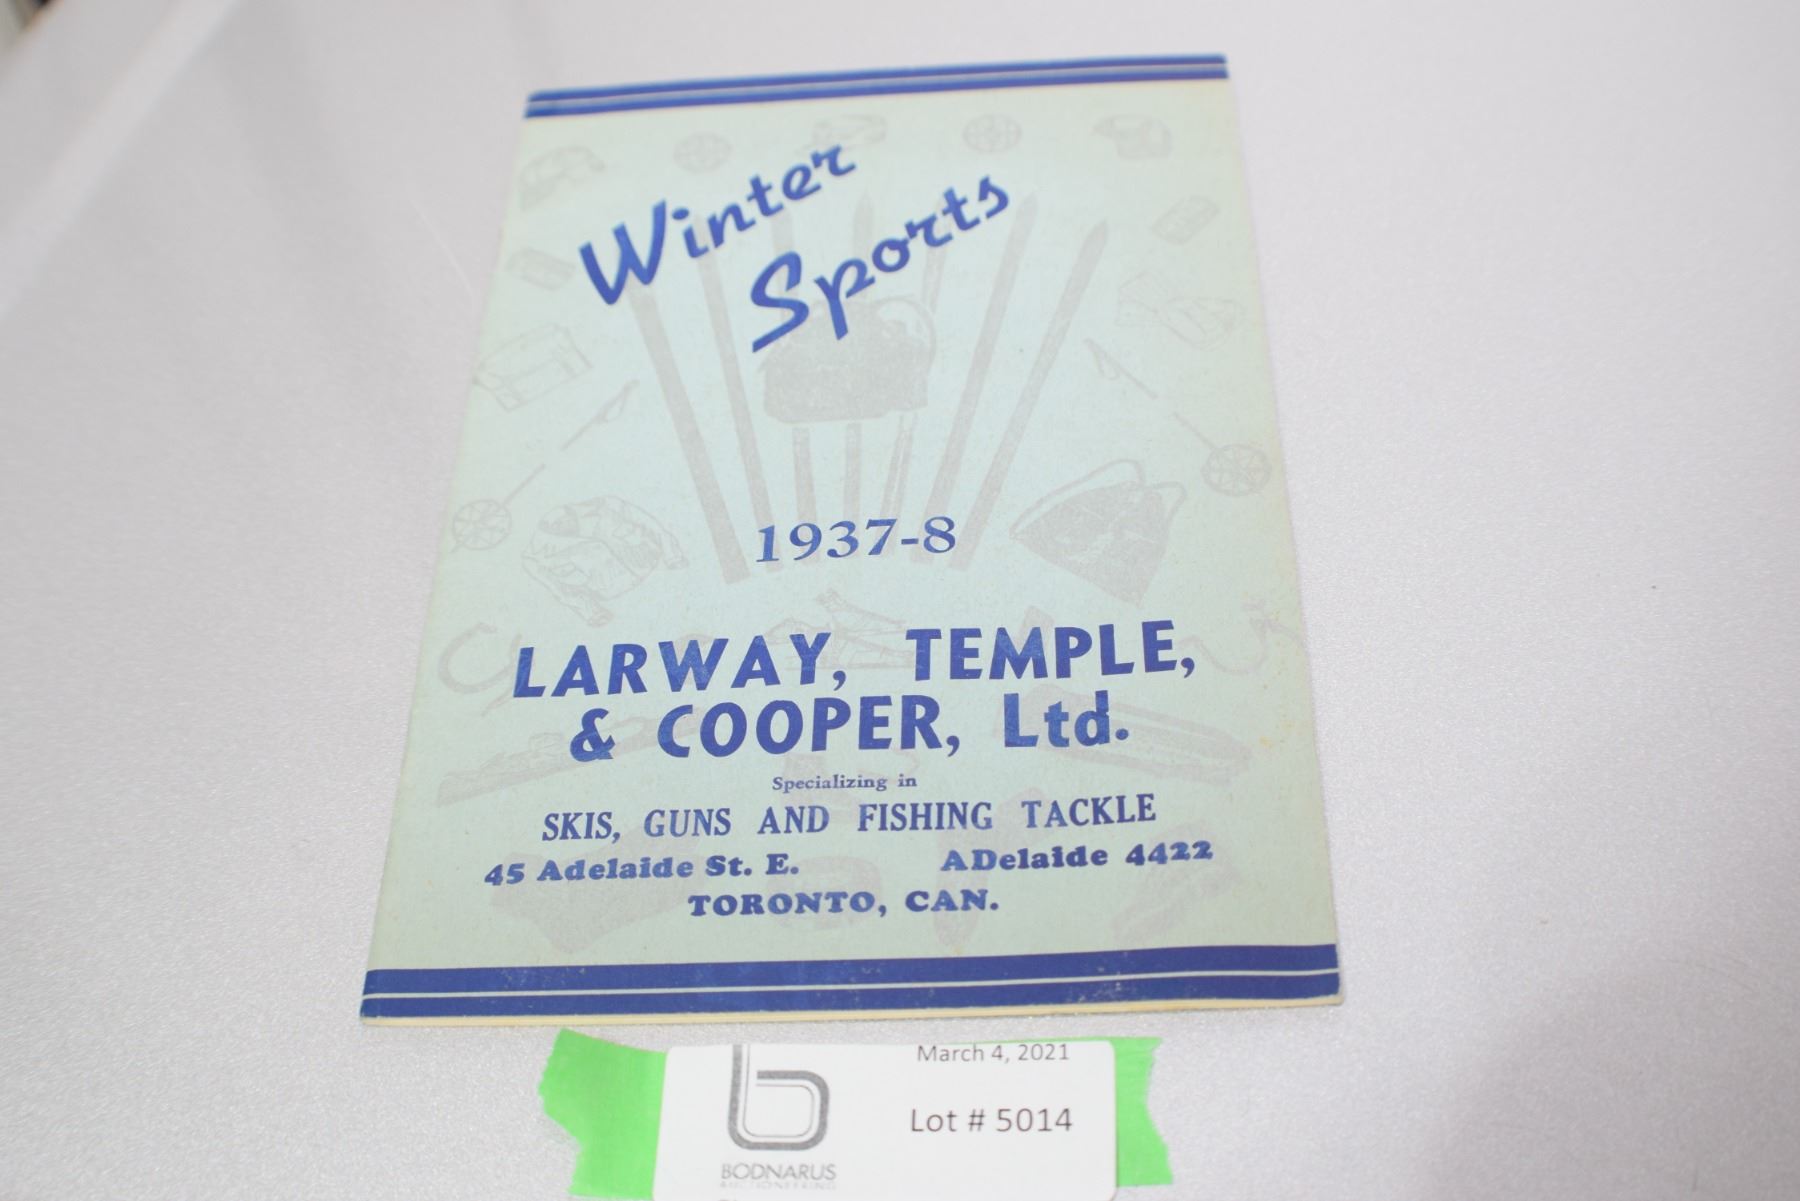 Winter
Sports
1937-8
LARWAY, TEMPLE,
& COOPER, Ltd.
Specializing in
SKIS, GUNS AND FISHING TACKLE
45 Adelaide St. E. ADelaide 4422
TORONTO, CAN.
March 4, 2021
Lot # 5014
BODNARUS
AUCTIONEERING